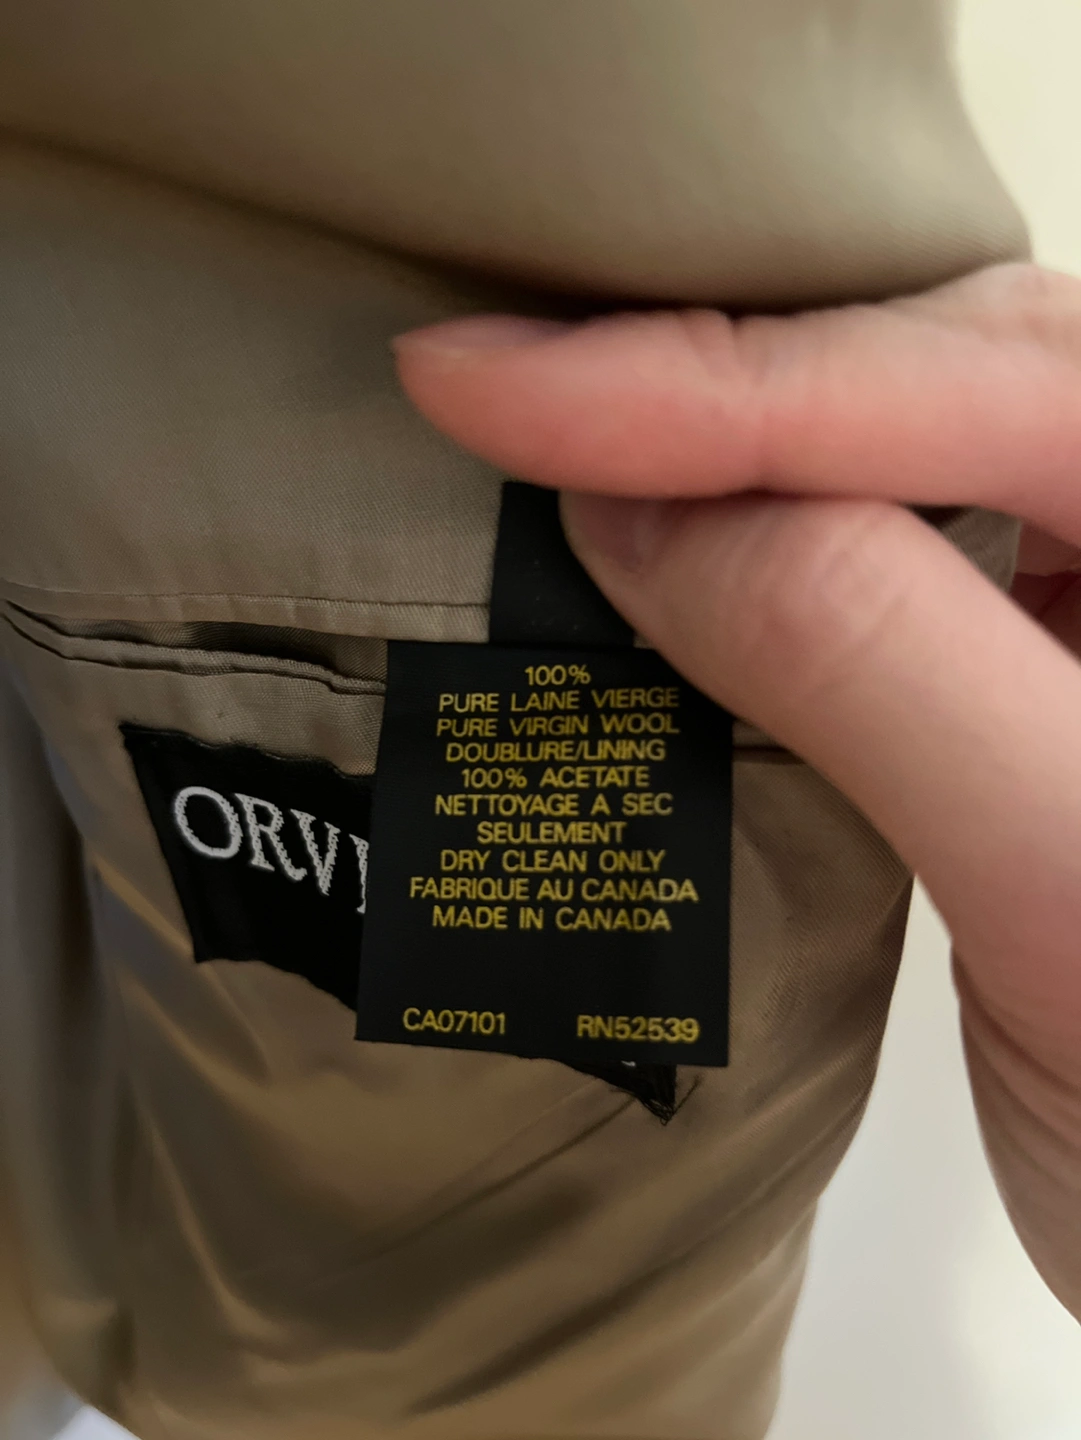 100%
PURE LAINE VIERGE
PURE VIRGIN WOOL
DOUBLURE/LINING
100% ACETATE
NETTOYAGE A SEC
SEULEMENT
DRY CLEAN ONLY
FABRIQUE AU CANADA
MADE IN CANADA
CA07101 RN52539
ORV